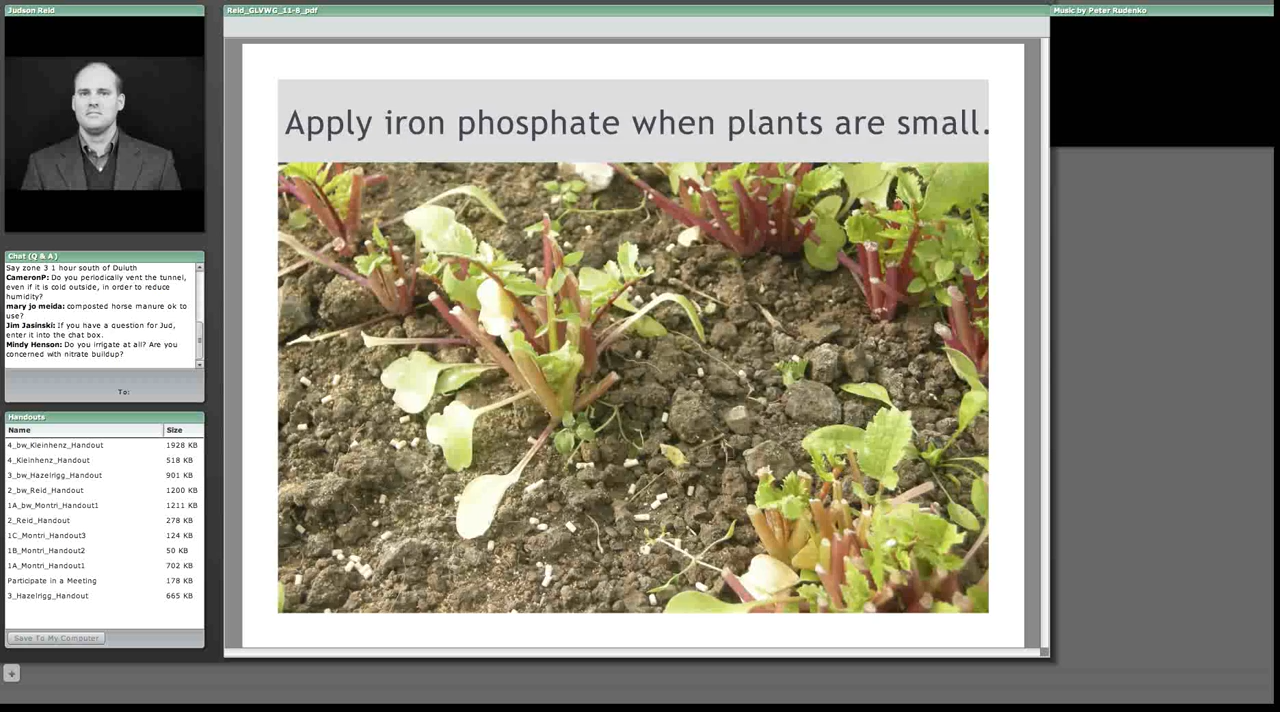 Judson Reid
Reid_GLVWG_11-8_pdf
Music by Peter Rudenko
Apply iron phosphate when plants are small.
Chat (Q & A)
Say zone 3 1 hour south of Duluth
CameronP: Do you periodically vent the tunnel,
even if it is cold outside, in order to reduce
humidity?
mary jo meida: composted horse manure ok to
use?
Jim Jasinski: If you have a question for Jud,
enter it into the chat box.
Mindy Henson: Do you irrigate at all? Are you
concerned with nitrate buildup?
To:
Handouts
Name Size
4_bw_Kleinhenz_Handout 1928 KB
4_Kleinhenz_Handout 518 KB
3_bw_Hazelrigg_Handout 901 KB
2_bw_Reid_Handout 1200 KB
1A_bw_Montri_Handout1 1211 KB
2_Reid_Handout 278 KB
1C_Montri_Handout3 124 KB
1B_Montri_Handout2 50 KB
1A_Montri_Handout1 702 KB
Participate in a Meeting 178 KB
3_Hazelrigg_Handout 665 KB
Save To My Computer